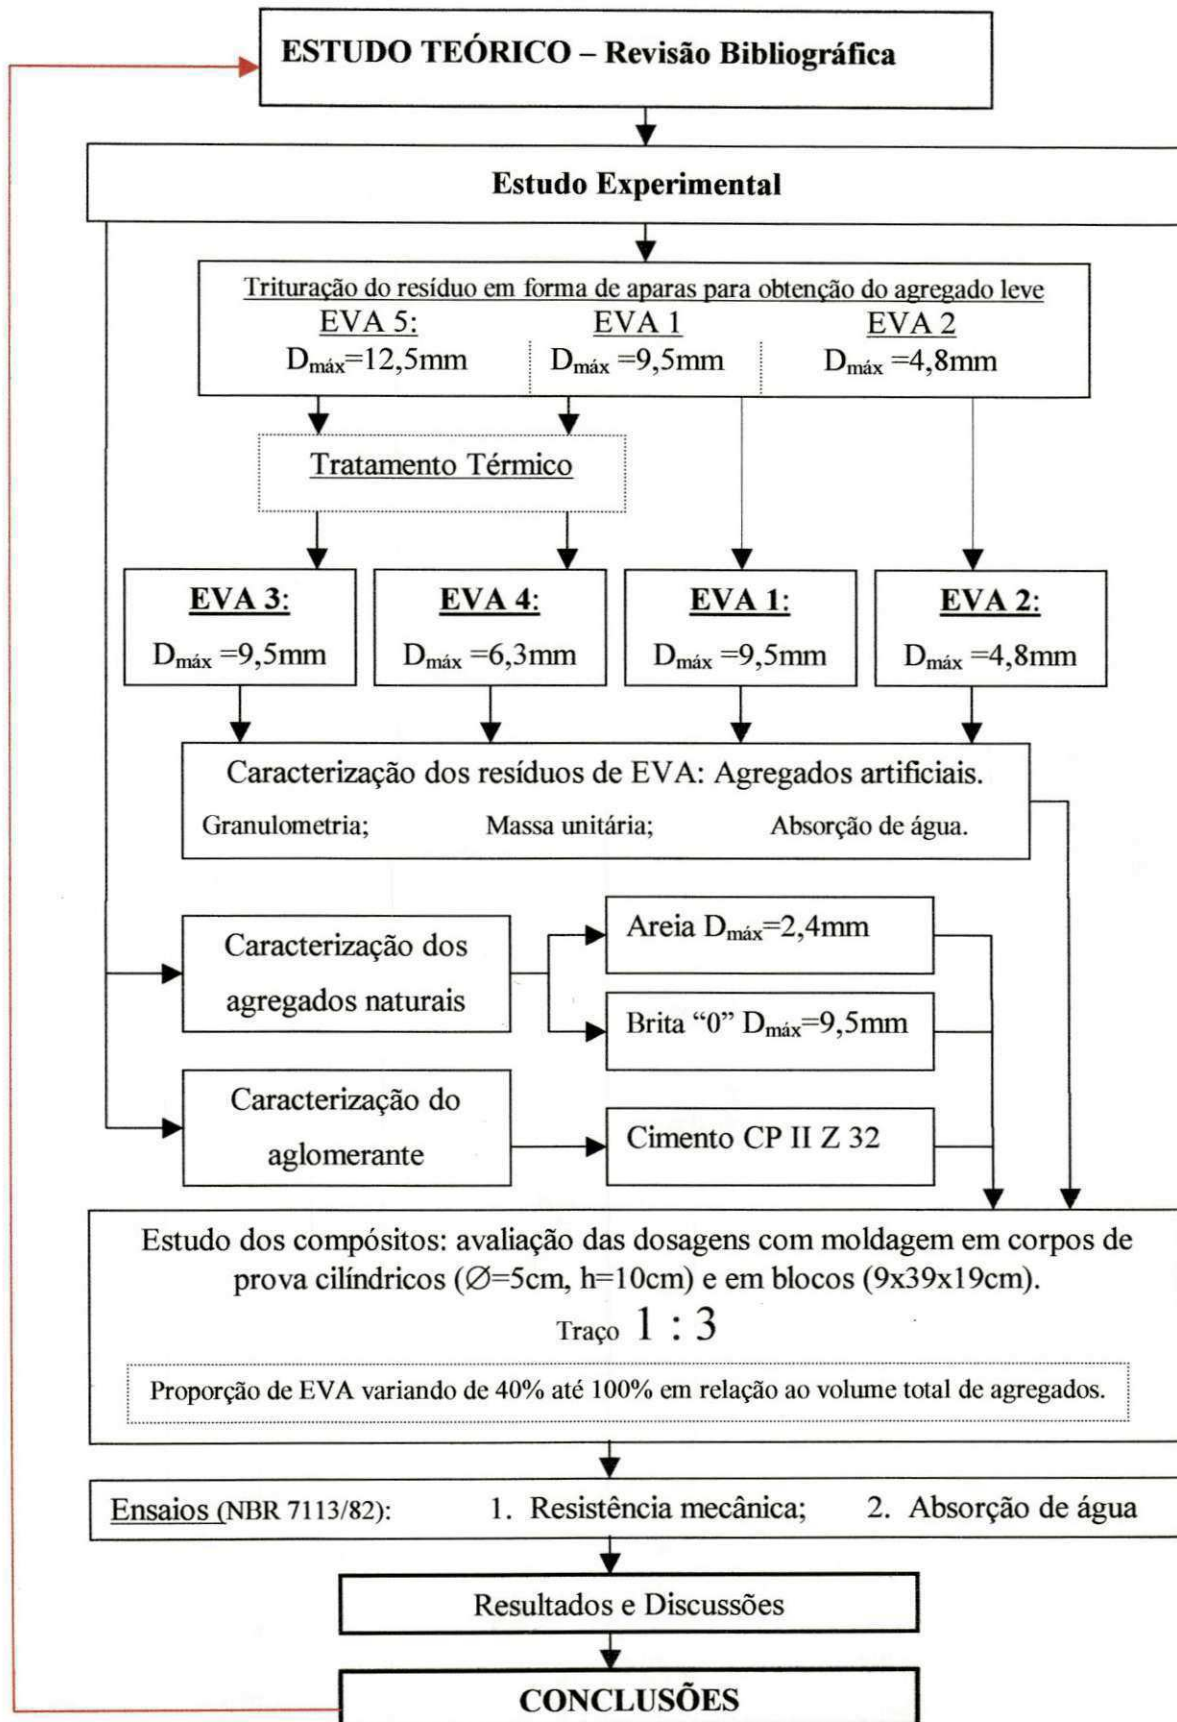 ESTUDO TEÓRICO – Revisão Bibliográfica
Estudo Experimental
Trituração do resíduo em forma de aparas para obtenção do agregado leve
EVA 5:
Dmáx=12,5mm
EVA 1
Dmáx =9,5mm
EVA 2
Dmáx =4,8mm
Tratamento Térmico
EVA 3:
Dmáx =9,5mm
EVA 4:
Dmáx =6,3mm
EVA 1:
Dmáx =9,5mm
EVA 2:
Dmáx =4,8mm
Caracterização dos resíduos de EVA: Agregados artificiais.
Granulometria; Massa unitária; Absorção de água.
Caracterização dos
agregados naturais
Areia Dmáx=2,4mm
Brita “0” Dmáx=9,5mm
Caracterização do
aglomerante
Cimento CP II Z 32
Estudo dos compósitos: avaliação das dosagens com moldagem em corpos de
prova cilíndricos (∅=5cm, h=10cm) e em blocos (9x39x19cm).
Traço 1 : 3
Proporção de EVA variando de 40% até 100% em relação ao volume total de agregados.
Ensaios (NBR 7113/82): 1. Resistência mecânica; 2. Absorção de água
Resultados e Discussões
CONCLUSÕES